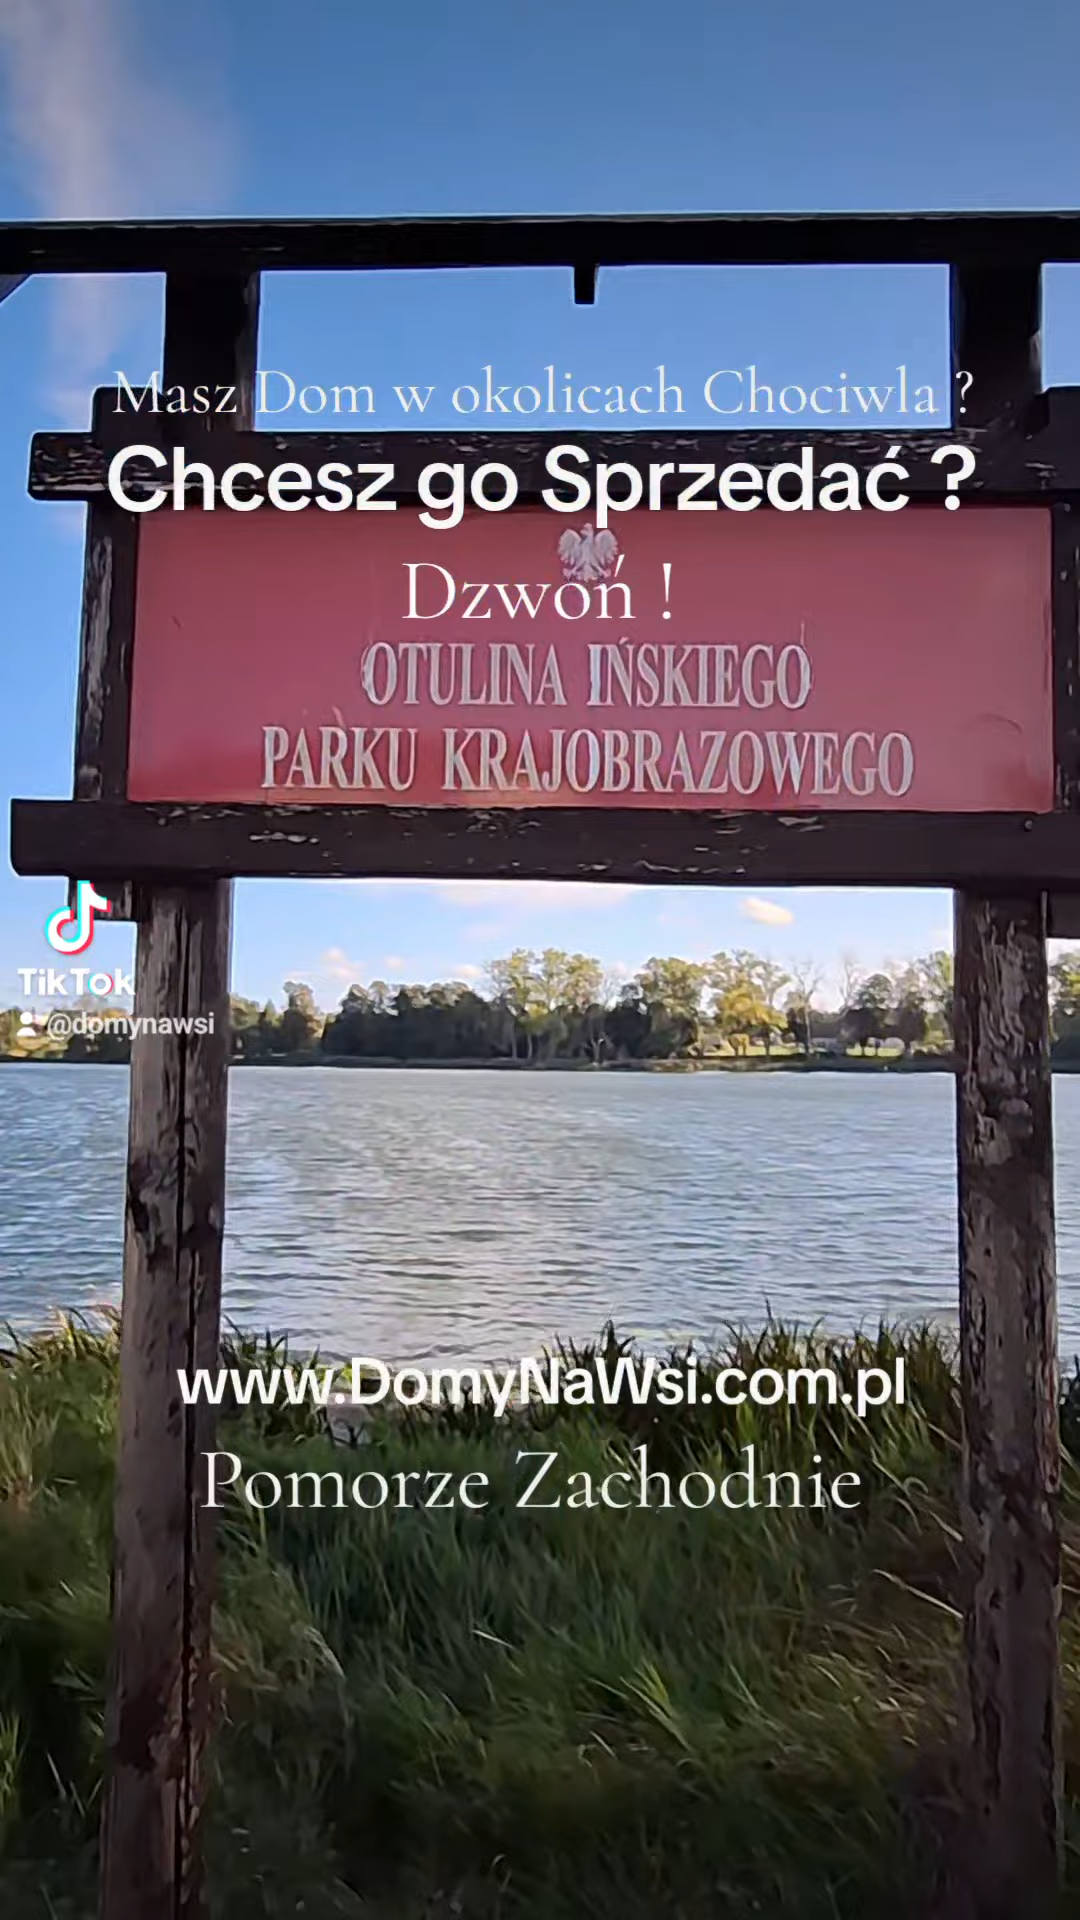 Masz Dom w okolicach Chociwla ?
Chcesz go Sprzedać ?
Dzwoń !
OTULINA IŃSKIEGO
PARKU KRAJOBRAZOWEGO
TikTok
@domynawsi
www.DomyNaWsi.com.pl
Pomorze Zachodnie